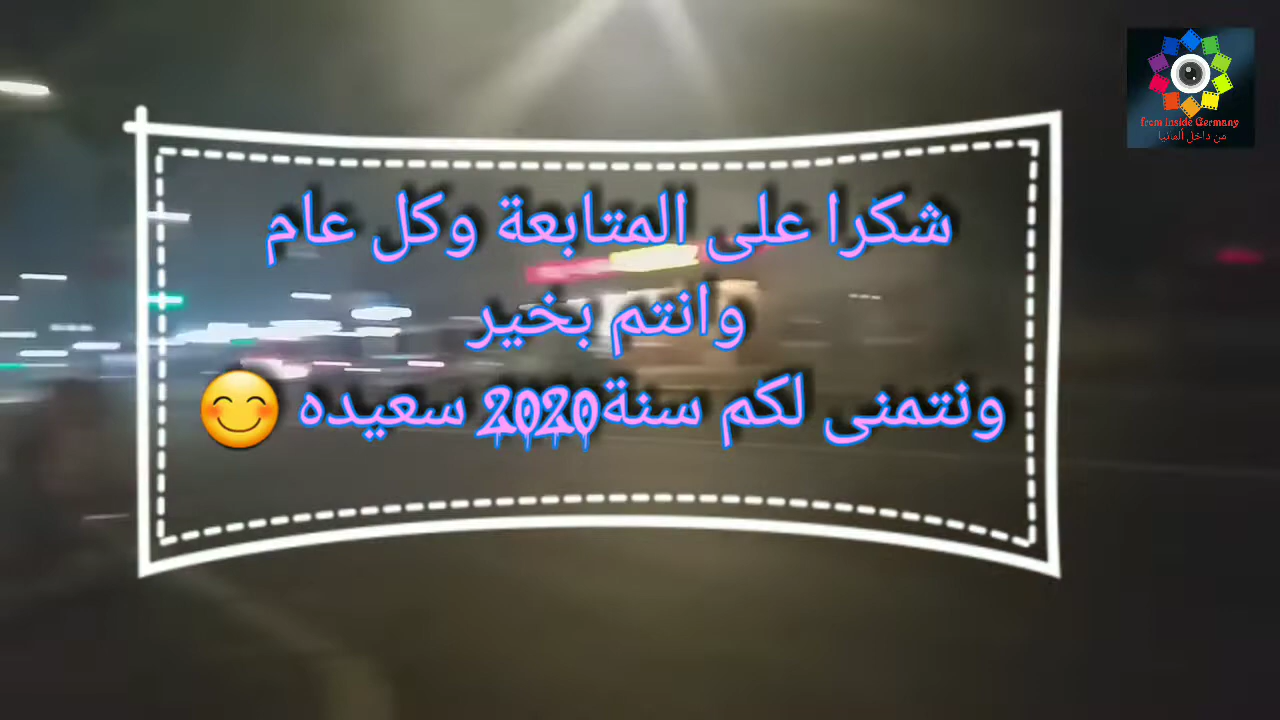 from inside Germany
من داخل ألمانيا
شكرا على المتابعة وكل عام
وانتم بخير
ونتمنى لكم سنة2020 سعيده 😊